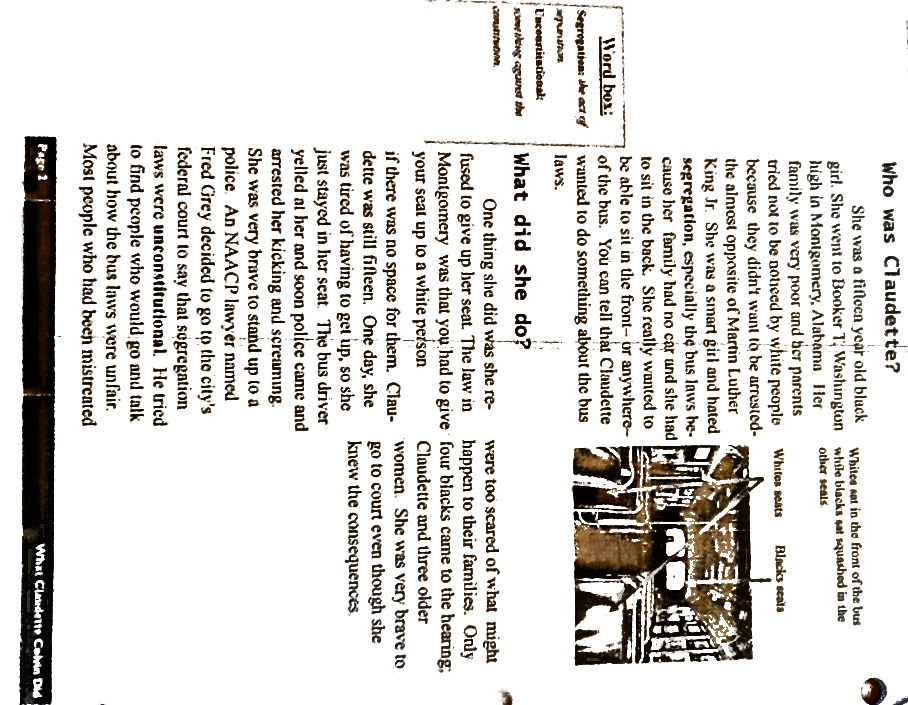 Who was Claudette?
She was a fifteen year old black
girl. She went to Booker T. Washington
high in Montgomery, Alabama Her
family was very poor and her parents
tried not to be noticed by white people
because they didn't want to be arrested-
the almost opposite of Martin Luther
King Jr. She was a smart girl and hated
segregation, especially the bus laws be-
cause her family had no car and she had
to sit in the back. She really wanted to
be able to sit in the front– or anywhere–
of the bus. You can tell that Claudette
wanted to do something about the bus
laws.
Word box:
Segregation: the act of
separation.
Unconstitutional:
something against the
constitution.
What did she do?
One thing she did was she re-
fused to give up her seat. The law in
Montgomery was that you had to give
your seat up to a white person
if there was no space for them. Clau-
dette was still fifteen. One day, she
was tired of having to get up, so she
just stayed in her seat. The bus driver
yelled at her and soon police came and
arrested her kicking and screaming.
She was very brave to stand up to a
police. An NAACP lawyer named
Fred Grey decided to go to the city's
federal court to say that segregation
laws were unconstitutional. He tried
to find people who would go and talk
about how the bus laws were unfair.
Most people who had been mistreated
Whites sat in the front of the bus
while blacks sat squashed in the
other seats.
Whites seats Blacks seats
were too scared of what might
happen to their families. Only
four blacks came to the hearing;
Claudette and three older
women. She was very brave to
go to court even though she
knew the consequences.
Page 2 What Claudette Colvin Did